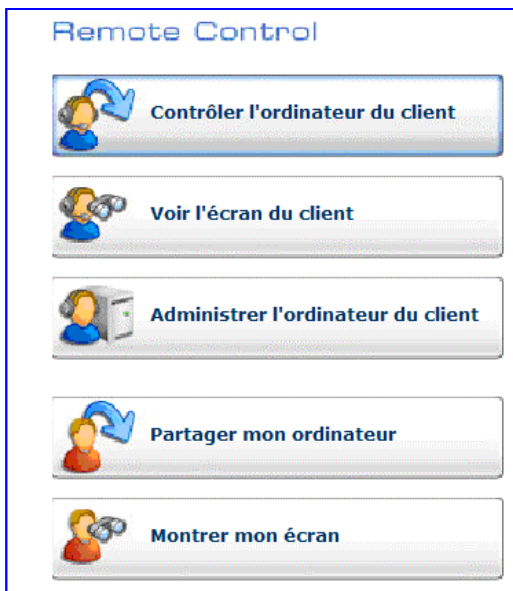 Remote Control
Contrôler l'ordinateur du client
Voir l'écran du client
Administrer l'ordinateur du client
Partager mon ordinateur
Montrer mon écran